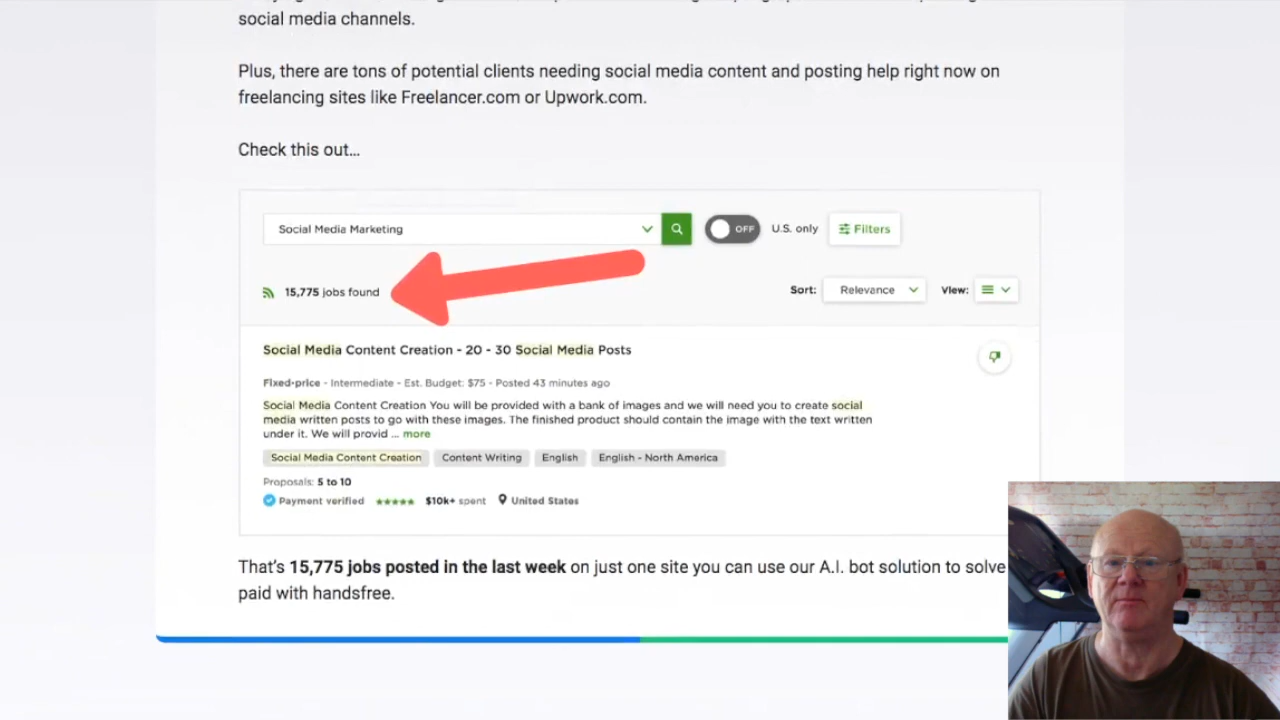 social media channels.
Plus, there are tons of potential clients needing social media content and posting help right now on
freelancing sites like Freelancer.com or Upwork.com.
Check this out...
Social Media Marketing
OFF
U.S. only
Filters
15,775 jobs found
Sort:
Relevance
View:
Social Media Content Creation - 20 - 30 Social Media Posts
Fixed-price - Intermediate - Est. Budget: $75 - Posted 43 minutes ago
Social Media Content Creation You will be provided with a bank of images and we will need you to create social
media written posts to go with these images. The finished product should contain the image with the text written
under it. We will provid ... more
Social Media Content Creation
Content Writing
English
English - North America
Proposals: 5 to 10
Payment verified
$10k+ spent
United States
That's 15,775 jobs posted in the last week on just one site you can use our A.I. bot solution to solve
paid with handsfree.